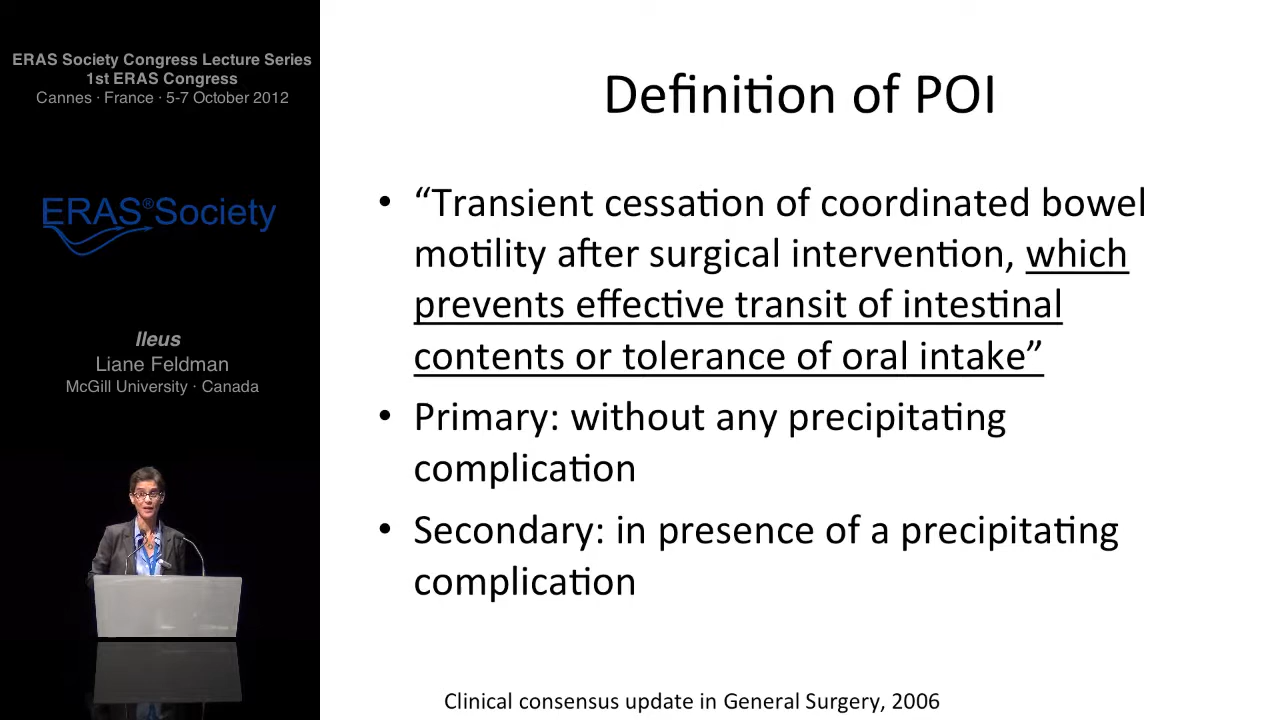 ERAS Society Congress Lecture Series
1st ERAS Congress
Cannes · France · 5-7 October 2012
ERAS®Society
Ileus
Liane Feldman
McGill University · Canada
Definition of POI
• “Transient cessation of coordinated bowel
motility after surgical intervention, which
prevents effective transit of intestinal
contents or tolerance of oral intake”
• Primary: without any precipitating
complication
• Secondary: in presence of a precipitating
complication
Clinical consensus update in General Surgery, 2006